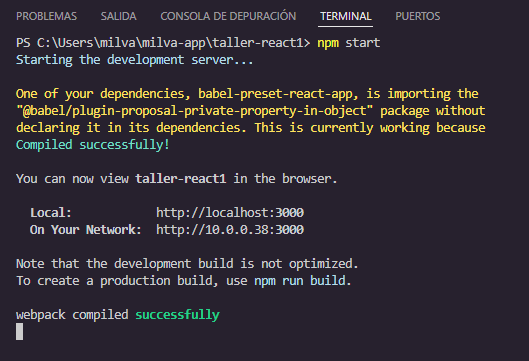 PROBLEMAS SALIDA CONSOLA DE DEPURACIÓN TERMINAL PUERTOS
PS C:\Users\milva\milva-app\taller-react1> npm start
Starting the development server...
One of your dependencies, babel-preset-react-app, is importing the
"@babel/plugin-proposal-private-property-in-object" package without
declaring it in its dependencies. This is currently working because
Compiled successfully!
You can now view taller-react1 in the browser.
Local: http://localhost:3000
On Your Network: http://10.0.0.38:3000
Note that the development build is not optimized.
To create a production build, use npm run build.
webpack compiled successfully